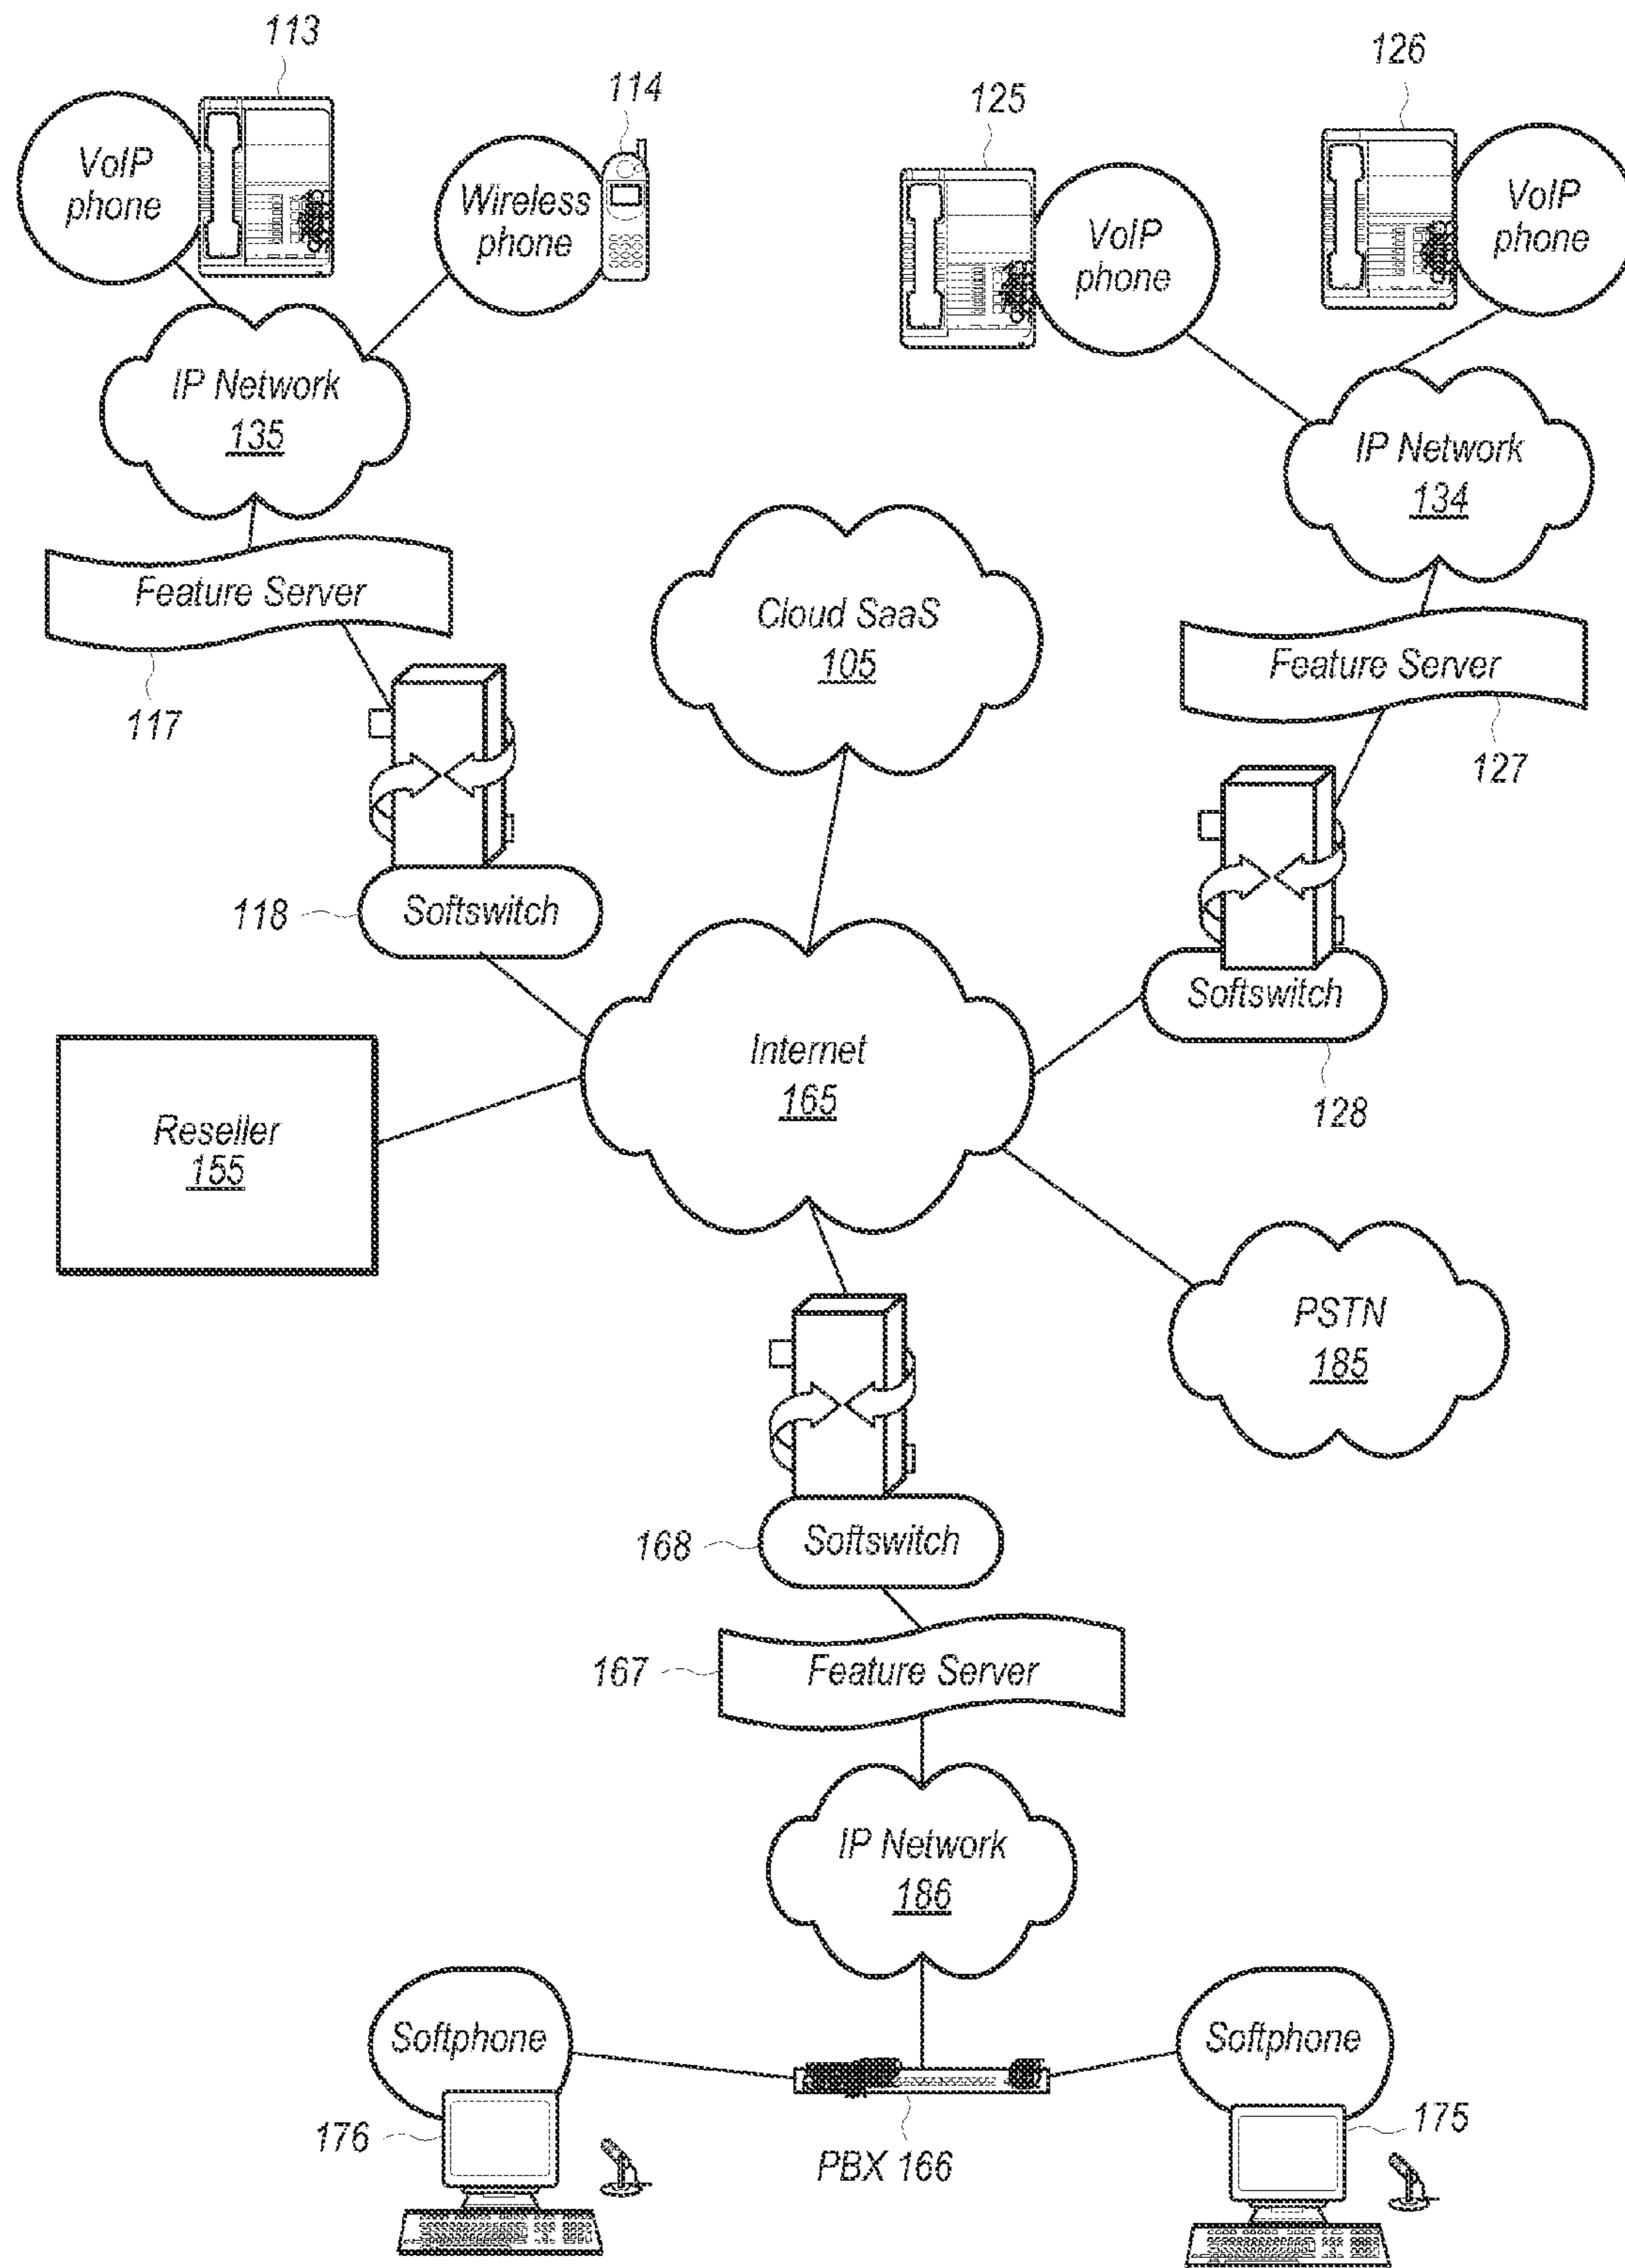 113
126
114
125
VoIP
phone
Wireless
phone
VoIP
phone
VoIP
phone
IP Network
135
IP Network
134
Feature Server
117
Cloud SaaS
105
Feature Server
127
118
Softswitch
Softswitch
128
Internet
165
Reseller
155
PSTN
185
168
Softswitch
167
Feature Server
IP Network
186
Softphone
Softphone
176
175
PBX 166